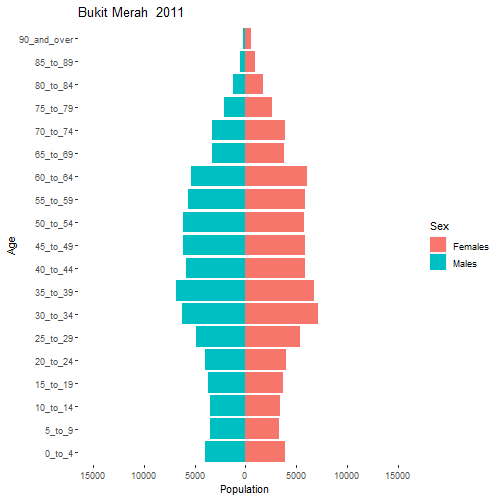 Bukit Merah  2011
90_and_over
85_to_89
80_to_84
75_to_79
70_to_74
65_to_69
60_to_64
55_to_59
50_to_54
45_to_49
40_to_44
35_to_39
30_to_34
25_to_29
20_to_24
15_to_19
10_to_14
5_to_9
0_to_4
Age
15000 10000 5000 0 5000 10000 15000
Population
Sex
Females
Males